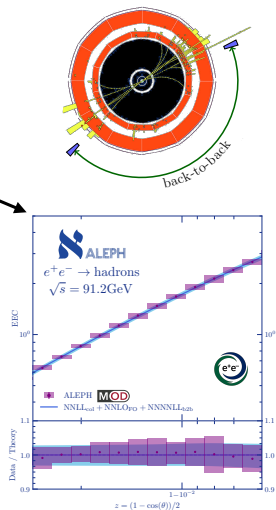 back-to-back
ALEPH
e⁺e⁻ → hadrons
√s = 91.2GeV
EEC
10⁰
10⁰
e⁺e⁻
ALEPH MOD
NNLL_col + NNLO_FO + NNNNLL_b2b
Data / Theory
1.1
1.0
0.9
1.1
1.0
0.9
1−10⁻²
z = (1 − cos(θ))/2